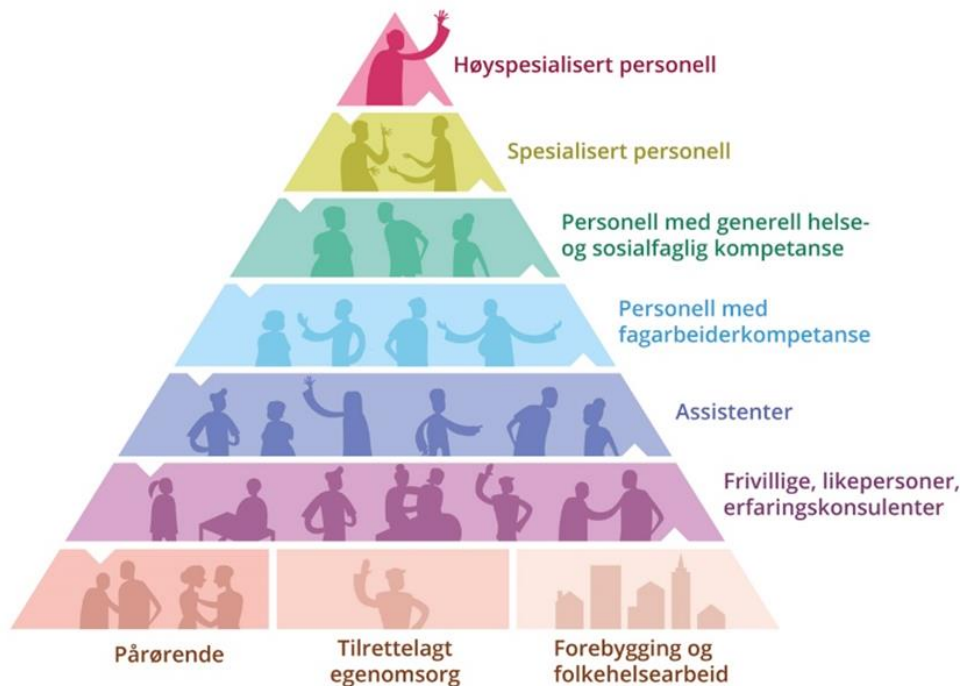 Høyspesialisert personell
Spesialisert personell
Personell med generell helse-
og sosialfaglig kompetanse
Personell med
fagarbeiderkompetanse
Assistenter
Frivillige, likepersoner,
erfaringskonsulenter
Pårørende
Tilrettelagt
egenomsorg
Forebygging og
folkehelsearbeid